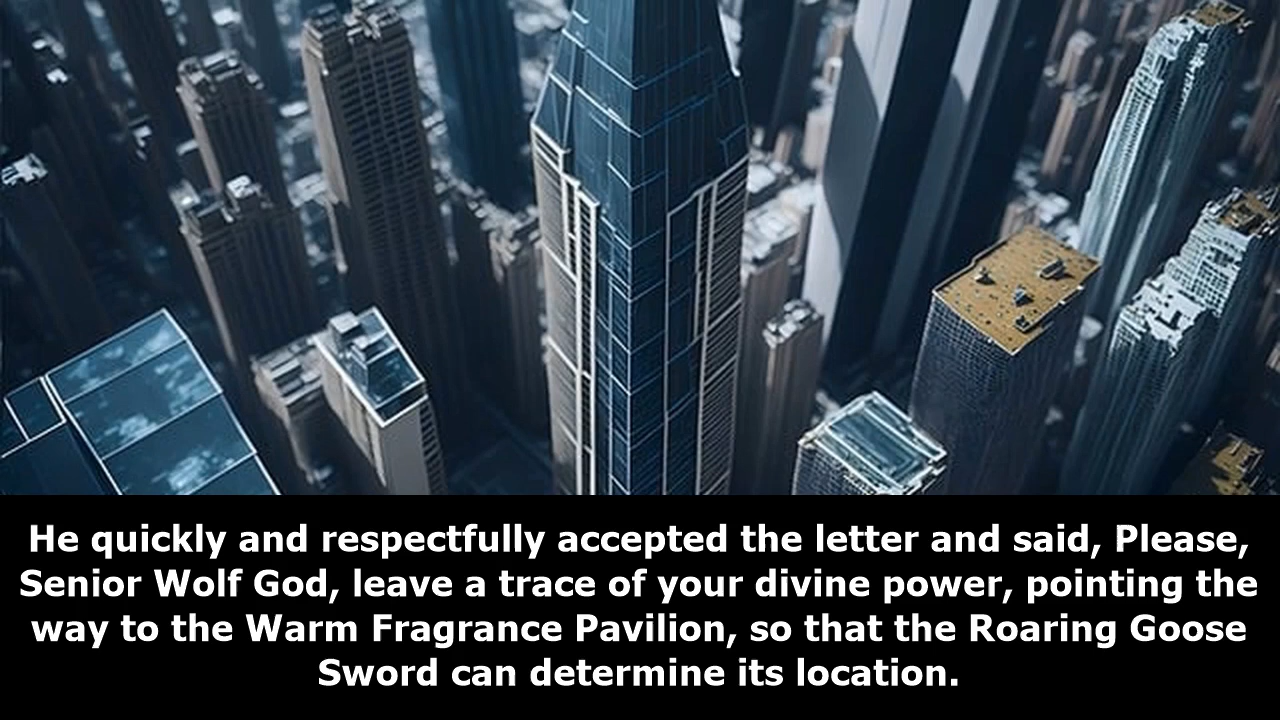 He quickly and respectfully accepted the letter and said, Please,
Senior Wolf God, leave a trace of your divine power, pointing the
way to the Warm Fragrance Pavilion, so that the Roaring Goose
Sword can determine its location.